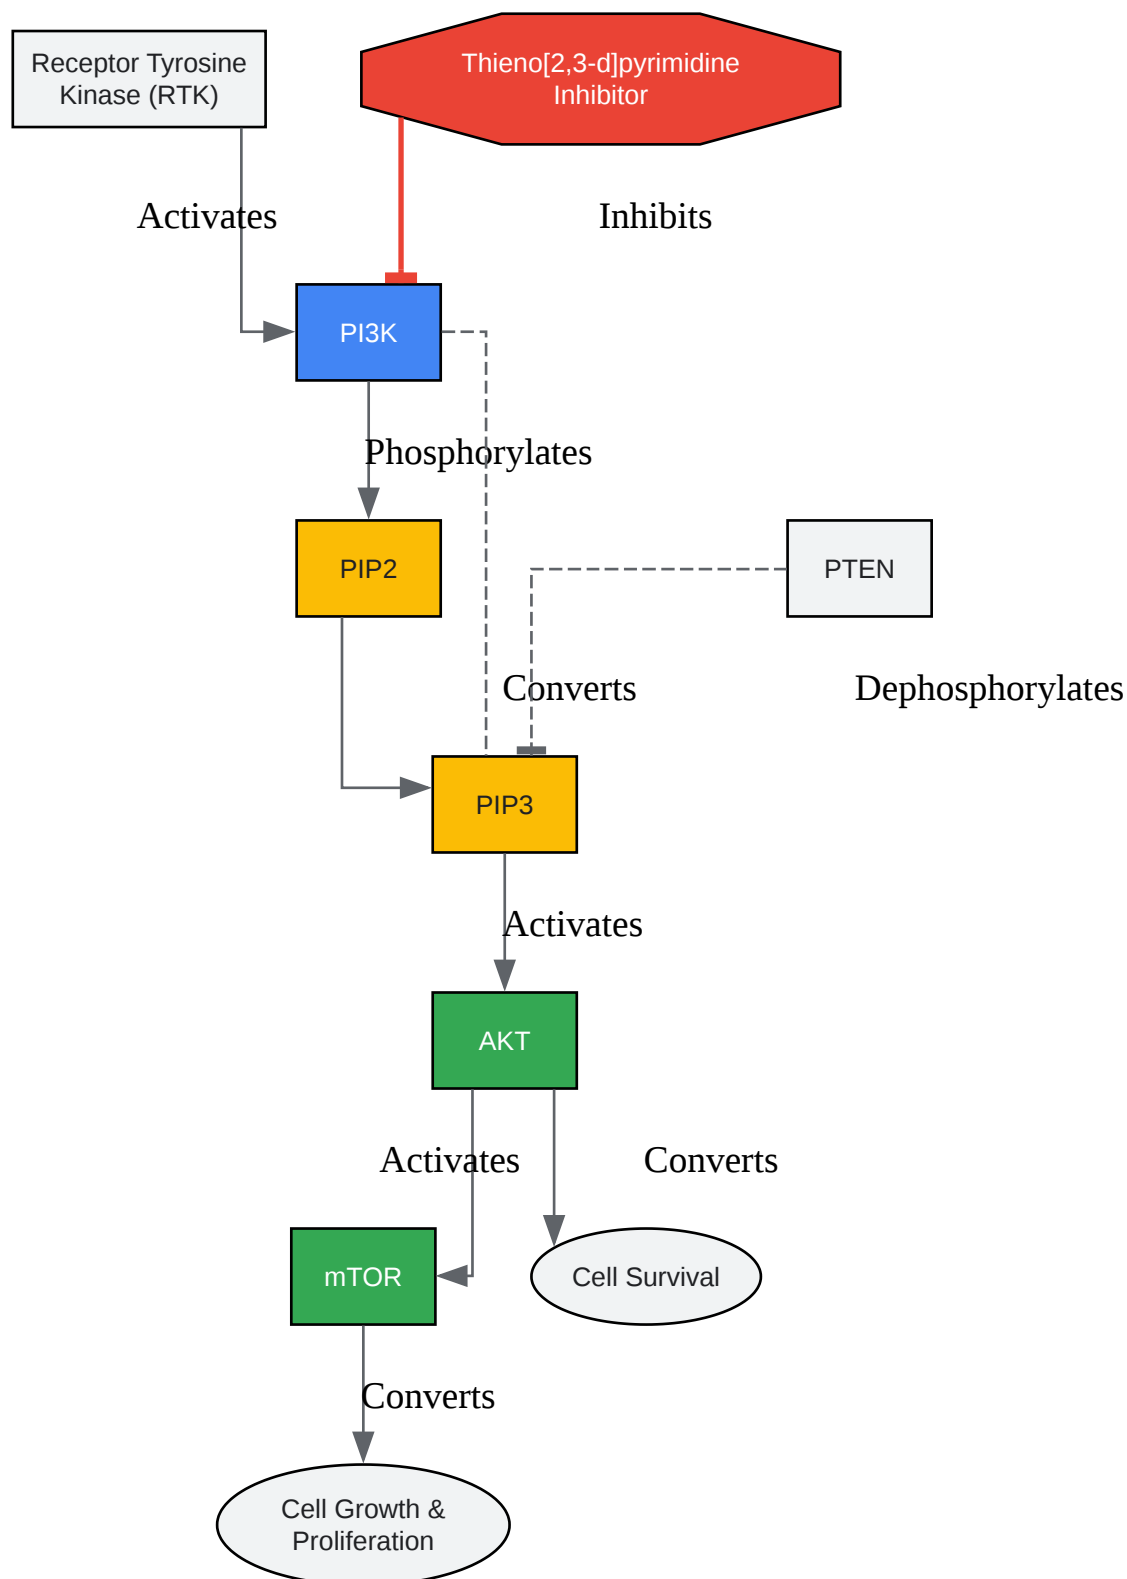 Receptor Tyrosine
Kinase (RTK)
Thieno[2,3-d]pyrimidine
Inhibitor
Activates
Inhibits
PI3K
Phosphorylates
PIP2
PTEN
Converts
Dephosphorylates
PIP3
Activates
AKT
Activates
Converts
mTOR
Cell Survival
Converts
Cell Growth &
Proliferation